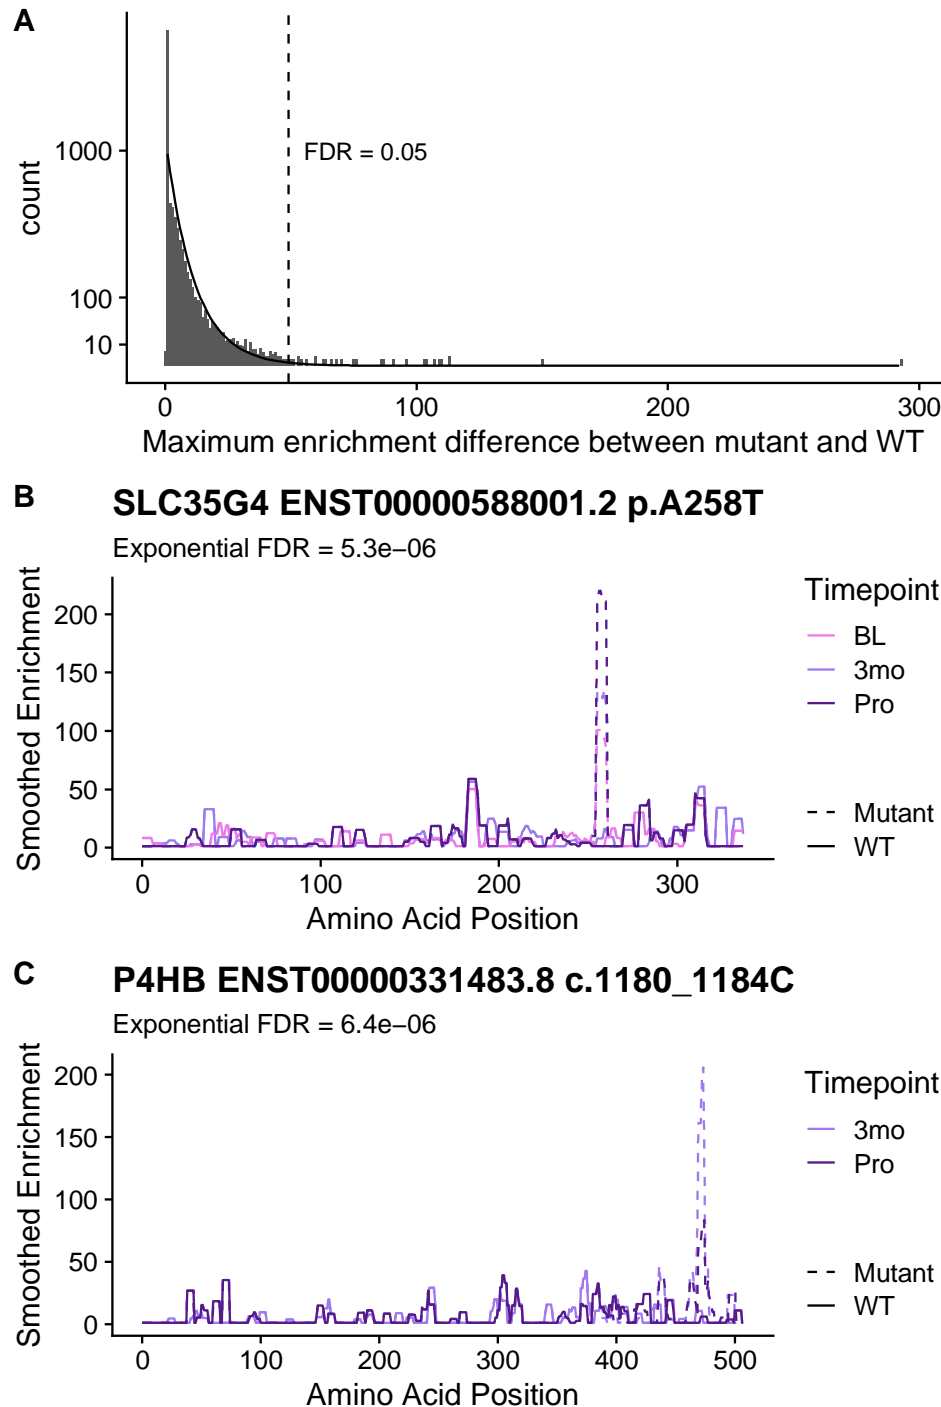 A
count
1000
100
10
FDR = 0.05
0 100 200 300
Maximum enrichment difference between mutant and WT
B
SLC35G4 ENST00000588001.2 p.A258T
Exponential FDR = 5.3e−06
Smoothed Enrichment
200
150
100
50
0
0 100 200 300
Amino Acid Position
Timepoint
BL
3mo
Pro
Mutant
WT
C
P4HB ENST00000331483.8 c.1180_1184C
Exponential FDR = 6.4e−06
Smoothed Enrichment
200
150
100
50
0
0 100 200 300 400 500
Amino Acid Position
Timepoint
3mo
Pro
Mutant
WT